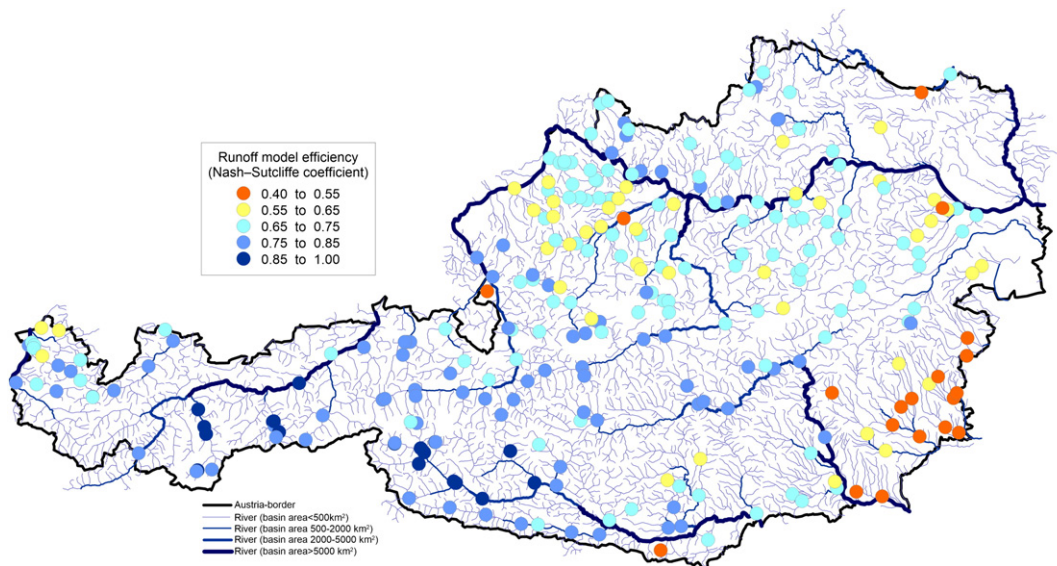 Runoff model efficiency
(Nash–Sutcliffe coefficient)
0.40 to 0.55
0.55 to 0.65
0.65 to 0.75
0.75 to 0.85
0.85 to 1.00
Austria-border
River (basin area<500km²)
River (basin area 500-2000 km²)
River (basin area 2000-5000 km²)
River (basin area>5000 km²)